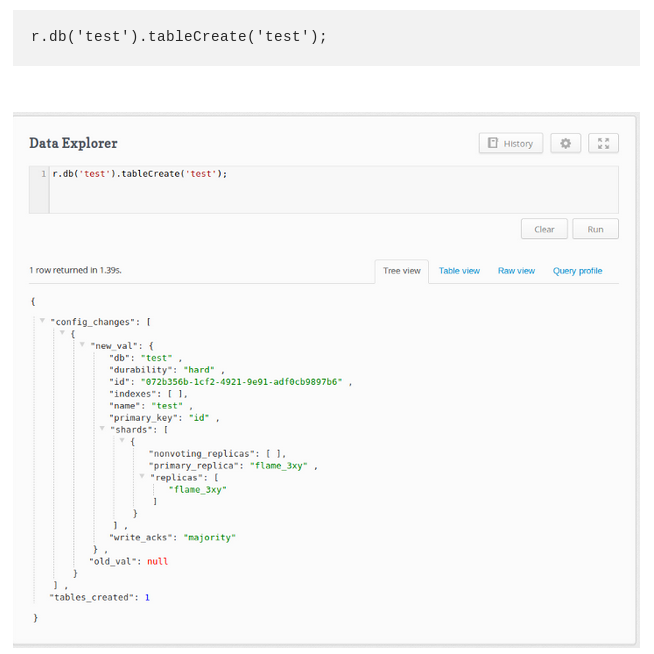 r.db('test').tableCreate('test');
Data Explorer
History
1 r.db('test').tableCreate('test');
Clear
Run
1 row returned in 1.39s.
Tree view
Table view
Raw view
Query profile
{
"config_changes": [
{
"new_val": {
"db": "test" ,
"durability": "hard" ,
"id": "072b356b-1cf2-4921-9e91-adf0cb9897b6" ,
"indexes": [ ],
"name": "test" ,
"primary_key": "id" ,
"shards": [
{
"nonvoting_replicas": [ ],
"primary_replica": "flame_3xy" ,
"replicas": [
"flame_3xy"
]
}
] ,
"write_acks": "majority"
} ,
"old_val": null
}
] ,
"tables_created": 1
}